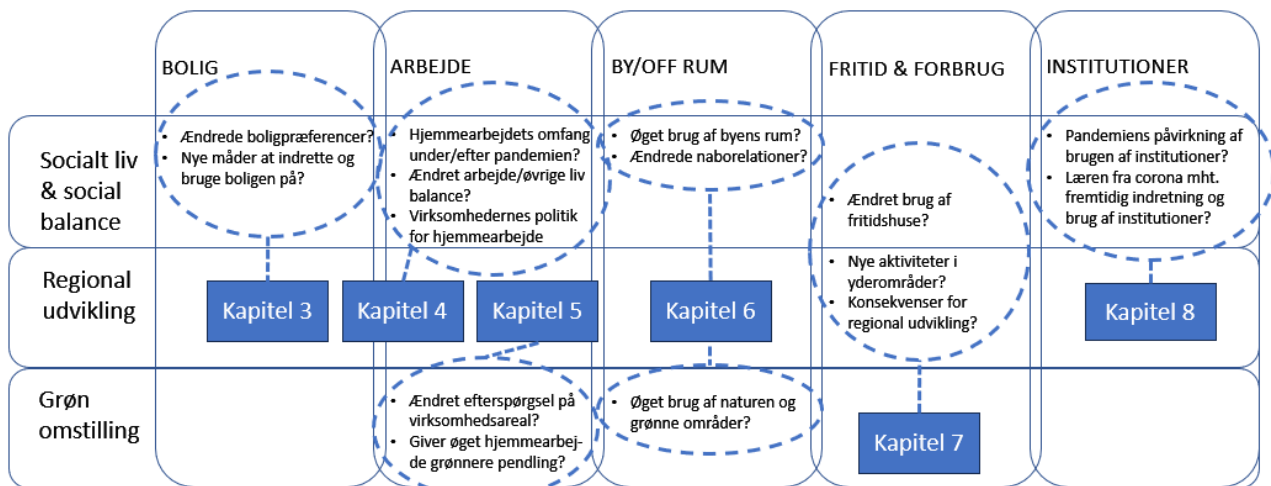 BOLIG
ARBEJDE
BY/OFF RUM
FRITID & FORBRUG
INSTITUTIONER
Socialt liv
& social
balance
• Ændrede boligpræferencer?
• Nye måder at indrette og
bruge boligen på?
• Hjemmearbejdets omfang
under/efter pandemien?
• Ændret arbejde/øvrige liv
balance?
• Virksomhedernes politik
for hjemmearbejde
• Øget brug af byens rum?
• Ændrede naborelationer?
• Ændret brug af
fritidshuse?
• Nye aktiviteter i
yderområder?
• Konsekvenser for
regional udvikling?
• Pandemiens påvirkning af
brugen af institutioner?
• Læren fra corona mht.
fremtidig indretning og
brug af institutioner?
Regional
udvikling
Kapitel 3
Kapitel 4
Kapitel 5
Kapitel 6
Kapitel 8
Grøn
omstilling
• Ændret efterspørgsel på
virksomhedsareal?
• Giver øget hjemmearbej-
de grønnere pendling?
• Øget brug af naturen og
grønne områder?
Kapitel 7